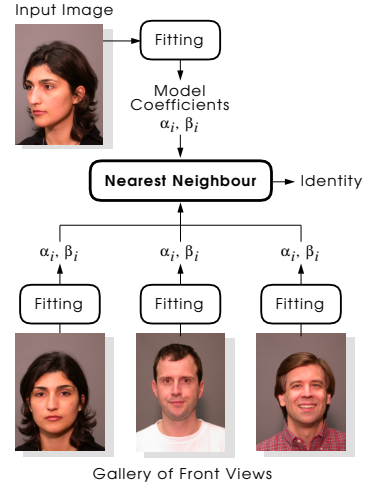 Input Image
Fitting
Model
Coefficients
αi, βi
Nearest Neighbour
Identity
αi, βi
αi, βi
αi, βi
Fitting
Fitting
Fitting
Gallery of Front Views